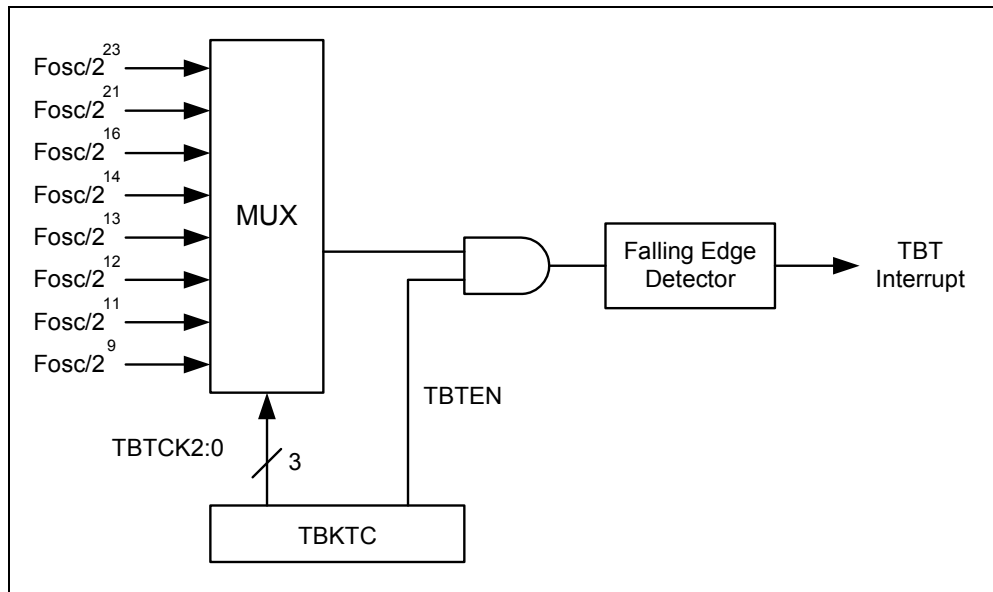 Fosc/2^23
Fosc/2^21
Fosc/2^16
Fosc/2^14
Fosc/2^13
Fosc/2^12
Fosc/2^11
Fosc/2^9
MUX
Falling Edge
Detector
TBT
Interrupt
TBTEN
TBTCK2:0
3
TBKTC